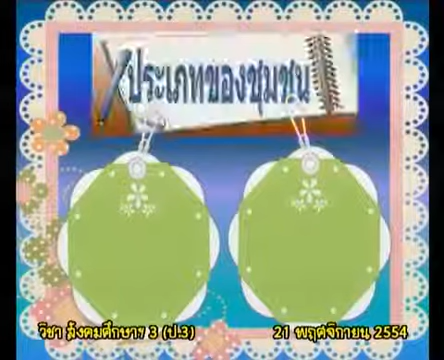 ประเภทของชุมชน
วิชา สังคมศึกษาฯ 3 (ป.3) 21 พฤศจิกายน 2554